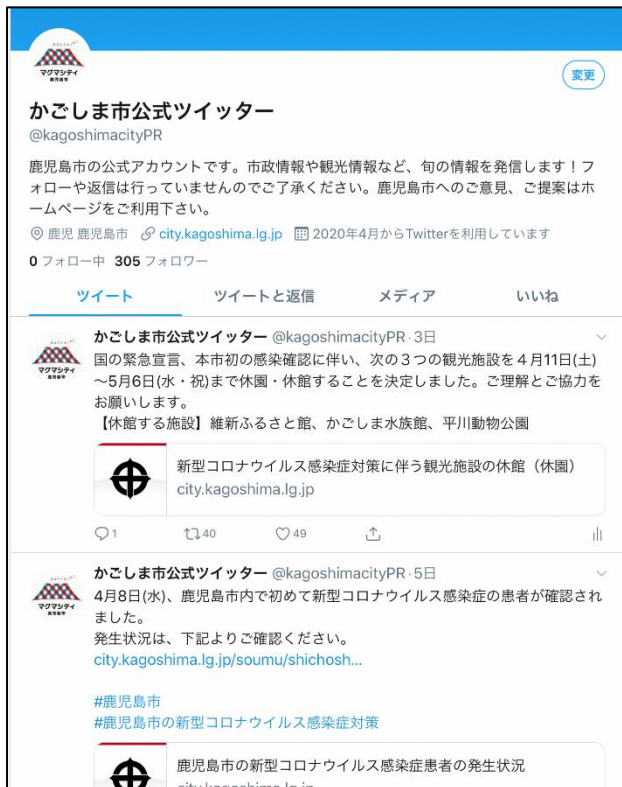 マグマシティ
鹿児島市
変更
かごしま市公式ツイッター
@kagoshimacityPR
鹿児島市の公式アカウントです。市政情報や観光情報など、旬の情報を発信します!フ
ォローや返信は行っていませんのでご了承ください。鹿児島市へのご意見、ご提案はホ
ームページをご利用下さい。
鹿児 鹿児島市 city.kagoshima.lg.jp 2020年4月からTwitterを利用しています
0 フォロー中 305 フォロワー
ツイート ツイートと返信 メディア いいね
かごしま市公式ツイッター @kagoshimacityPR·3日
マグマシティ
鹿児島市
国の緊急宣言、本市初の感染確認に伴い、次の3つの観光施設を4月11日(土)
~5月6日(水・祝)まで休園・休館することを決定しました。ご理解とご協力を
お願いします。
【休館する施設】維新ふるさと館、かごしま水族館、平川動物公園
新型コロナウイルス感染症対策に伴う観光施設の休館(休園)
city.kagoshima.lg.jp
1 40 49
かごしま市公式ツイッター @kagoshimacityPR·5日
マグマシティ
鹿児島市
4月8日(水)、鹿児島市内で初めて新型コロナウイルス感染症の患者が確認され
ました。
発生状況は、下記よりご確認ください。
city.kagoshima.lg.jp/soumu/shichosh...
#鹿児島市
#鹿児島市の新型コロナウイルス感染症対策
鹿児島市の新型コロナウイルス感染症患者の発生状況
city.kagoshima.lg.jp